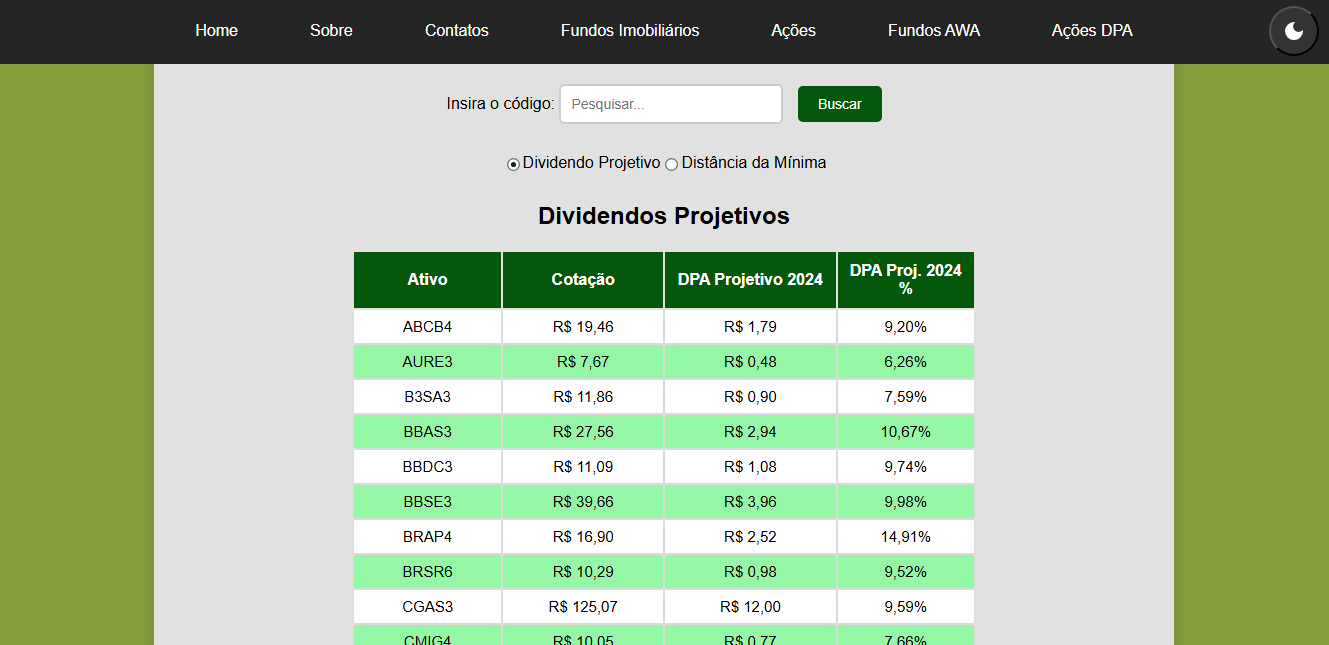 Home Sobre Contatos Fundos Imobiliários Ações Fundos AWA Ações DPA
Insira o código: Pesquisar... Buscar
Dividendo Projetivo Distância da Mínima
Dividendos Projetivos
Ativo Cotação DPA Projetivo 2024 DPA Proj. 2024 %
ABCB4 R$ 19,46 R$ 1,79 9,20%
AURE3 R$ 7,67 R$ 0,48 6,26%
B3SA3 R$ 11,86 R$ 0,90 7,59%
BBAS3 R$ 27,56 R$ 2,94 10,67%
BBDC3 R$ 11,09 R$ 1,08 9,74%
BBSE3 R$ 39,66 R$ 3,96 9,98%
BRAP4 R$ 16,90 R$ 2,52 14,91%
BRSR6 R$ 10,29 R$ 0,98 9,52%
CGAS3 R$ 125,07 R$ 12,00 9,59%
CMIG4 R$ 10,05 R$ 0,77 7,66%